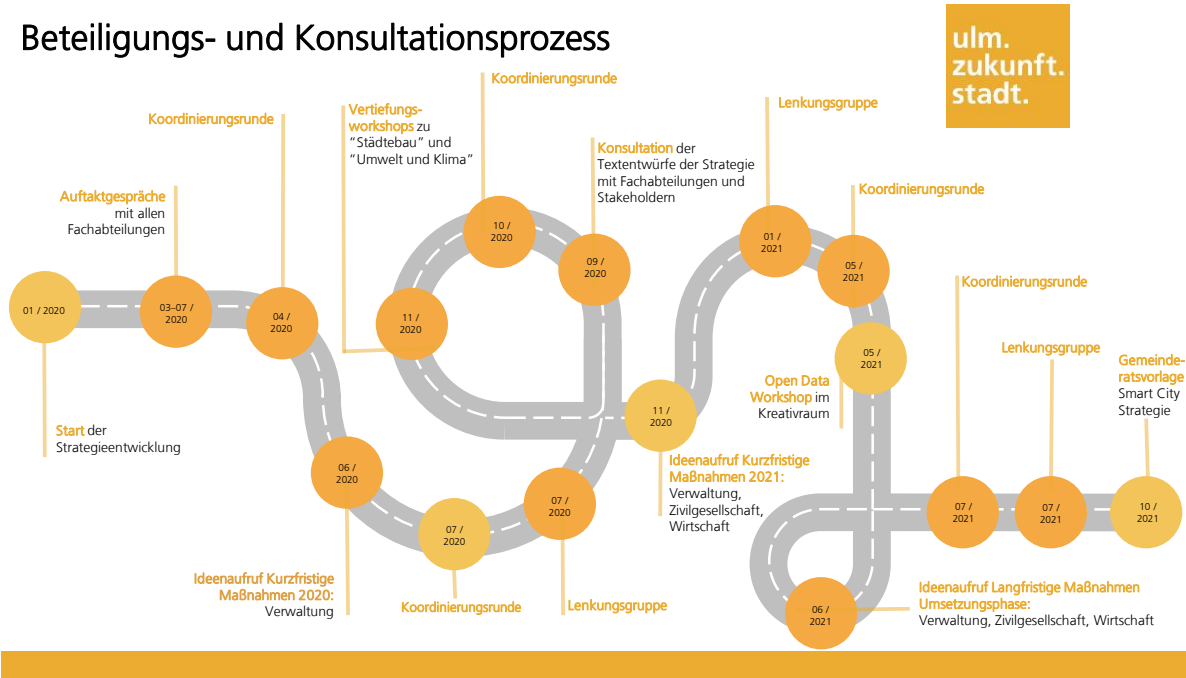 Beteiligungs- und Konsultationsprozess
ulm.
zukunft.
stadt.
01 / 2020
Start der
Strategieentwicklung
Auftaktgespräche
mit allen
Fachabteilungen
03–07 /
2020
Koordinierungsrunde
04 /
2020
06 /
2020
Ideenaufruf Kurzfristige
Maßnahmen 2020:
Verwaltung
07 /
2020
Koordinierungsrunde
07 /
2020
Lenkungsgruppe
Konsultation der
Textentwürfe der Strategie
mit Fachabteilungen und
Stakeholdern
09 /
2020
Koordinierungsrunde
10 /
2020
Vertiefungs-
workshops zu
“Städtebau” und
“Umwelt und Klima”
11 /
2020
11 /
2020
Ideenaufruf Kurzfristige
Maßnahmen 2021:
Verwaltung,
Zivilgesellschaft,
Wirtschaft
Lenkungsgruppe
01 /
2021
Koordinierungsrunde
05 /
2021
05 /
2021
Open Data
Workshop im
Kreativraum
06 /
2021
Ideenaufruf Langfristige Maßnahmen
Umsetzungsphase:
Verwaltung, Zivilgesellschaft, Wirtschaft
Koordinierungsrunde
07 /
2021
Lenkungsgruppe
07 /
2021
Gemeinde-
ratsvorlage
Smart City
Strategie
10 /
2021